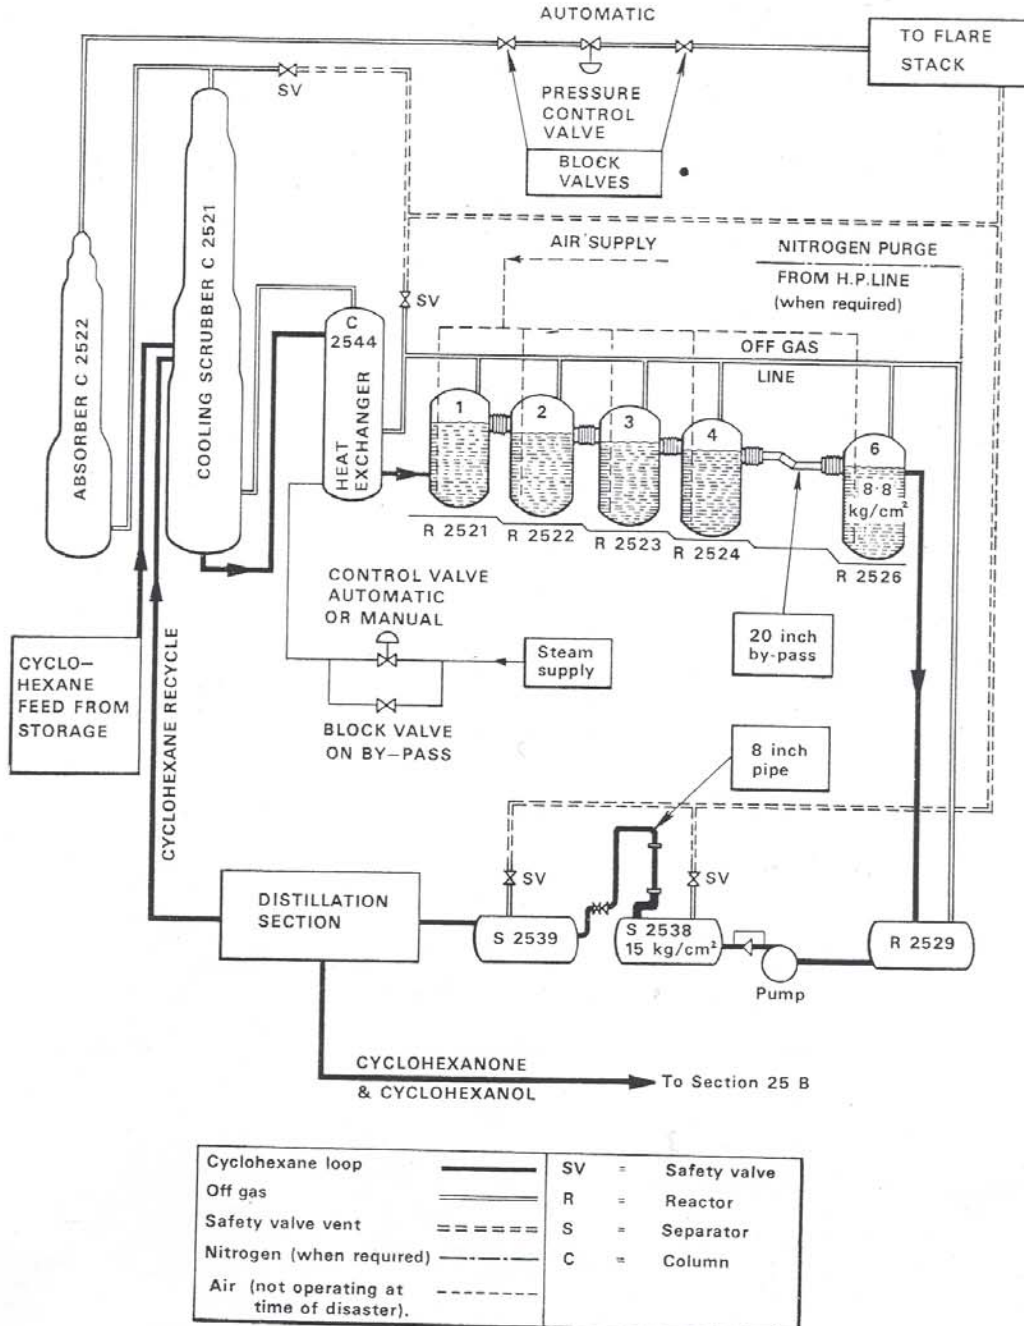 AUTOMATIC
TO FLARE
STACK
SV
PRESSURE
CONTROL
VALVE
BLOCK
VALVES
COOLING SCRUBBER C 2521
ABSORBER C 2522
AIR SUPPLY
NITROGEN PURGE
FROM H.P.LINE
(when required)
SV
C
2544
HEAT
EXCHANGER
OFF GAS
LINE
1
2
3
4
6
8·8
kg/cm²
R 2521
R 2522
R 2523
R 2524
R 2526
CONTROL VALVE
AUTOMATIC
OR MANUAL
20 inch
by-pass
Steam
supply
CYCLO–
HEXANE
FEED FROM
STORAGE
CYCLOHEXANE RECYCLE
BLOCK VALVE
ON BY–PASS
8 inch
pipe
SV
SV
DISTILLATION
SECTION
S 2539
S 2538
15 kg/cm²
R 2529
Pump
CYCLOHEXANONE
& CYCLOHEXANOL
To Section 25 B
Cyclohexane loop
Off gas
Safety valve vent
Nitrogen (when required)
Air (not operating at
time of disaster).
SV = Safety valve
R = Reactor
S = Separator
C = Column